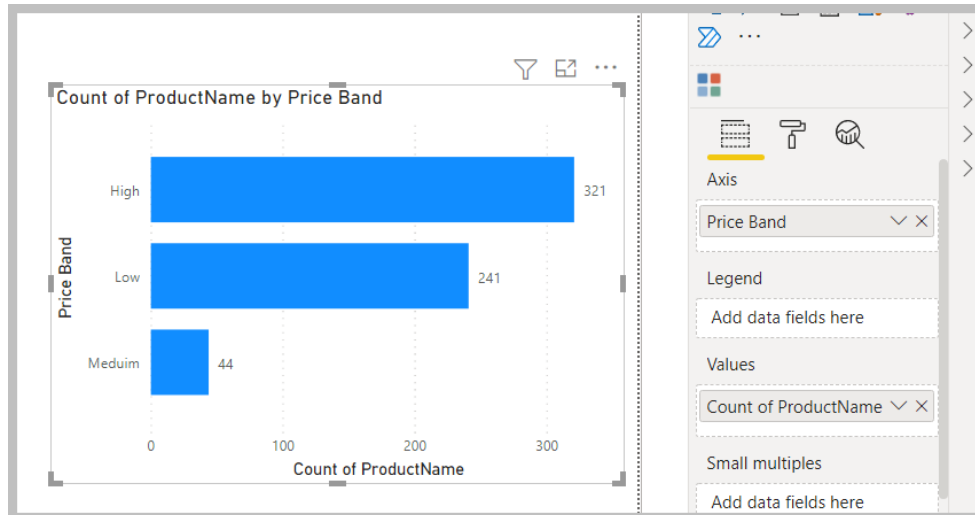 Count of ProductName by Price Band
Price Band
High
321
Low
241
Meduim
44
0 100 200 300
Count of ProductName
Axis
Price Band
Legend
Add data fields here
Values
Count of ProductName
Small multiples
Add data fields here